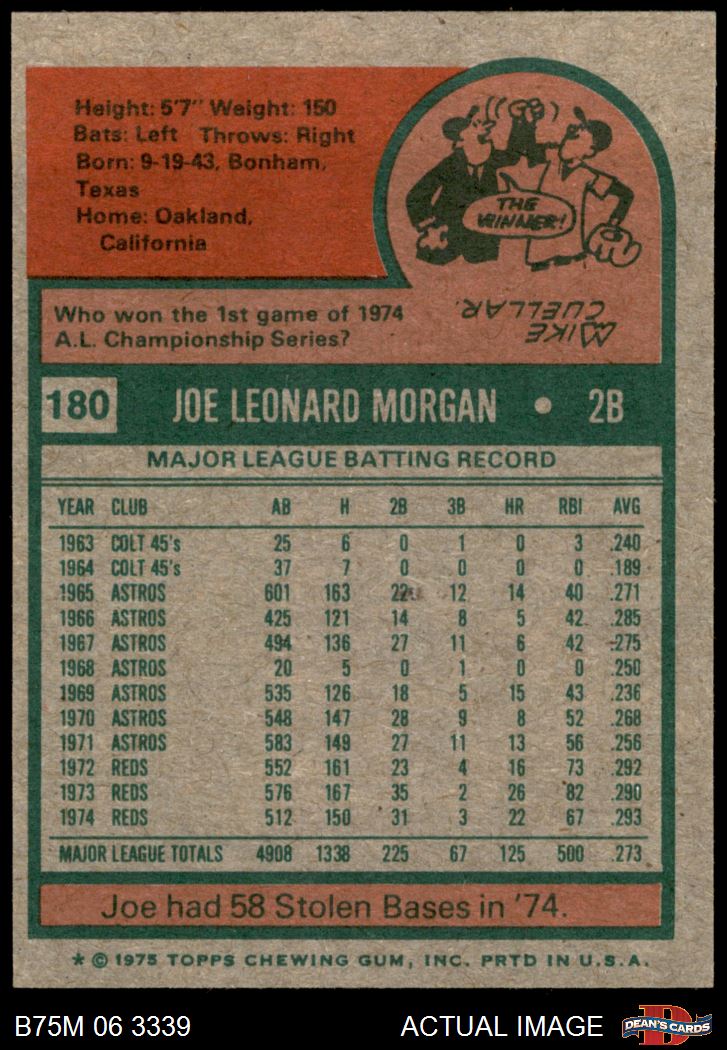 Height: 5'7" Weight: 150
Bats: Left Throws: Right
Born: 9-19-43, Bonham,
Texas
Home: Oakland,
California
THE
WINNER!
Who won the 1st game of 1974
A.L. Championship Series?
MIKE
CUELLAR.
180 JOE LEONARD MORGAN • 2B
MAJOR LEAGUE BATTING RECORD
YEAR CLUB AB H 2B 3B HR RBI AVG
1963 COLT 45's 25 6 0 1 0 3 .240
1964 COLT 45's 37 7 0 0 0 0 .189
1965 ASTROS 601 163 22 12 14 40 .271
1966 ASTROS 425 121 14 8 5 42 .285
1967 ASTROS 494 136 27 11 6 42 .275
1968 ASTROS 20 5 0 1 0 0 .250
1969 ASTROS 535 126 18 5 15 43 .236
1970 ASTROS 548 147 28 9 8 52 .268
1971 ASTROS 583 149 27 11 13 56 .256
1972 REDS 552 161 23 4 16 73 .292
1973 REDS 576 167 35 2 26 82 .290
1974 REDS 512 150 31 3 22 67 .293
MAJOR LEAGUE TOTALS 4908 1338 225 67 125 500 .273
Joe had 58 Stolen Bases in '74.
* © 1975 TOPPS CHEWING GUM, INC. PRTD IN U.S.A.
B75M 06 3339 ACTUAL IMAGE D DEAN'S CARDS